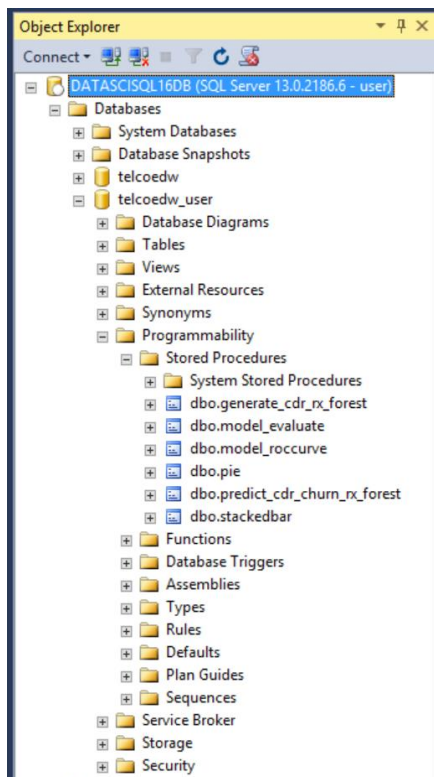 Object Explorer
Connect
DATASCISQL16DB (SQL Server 13.0.2186.6 - user)
Databases
System Databases
Database Snapshots
telcoedw
telcoedw_user
Database Diagrams
Tables
Views
External Resources
Synonyms
Programmability
Stored Procedures
System Stored Procedures
dbo.generate_cdr_rx_forest
dbo.model_evaluate
dbo.model_roccurve
dbo.pie
dbo.predict_cdr_churn_rx_forest
dbo.stackedbar
Functions
Database Triggers
Assemblies
Types
Rules
Defaults
Plan Guides
Sequences
Service Broker
Storage
Security